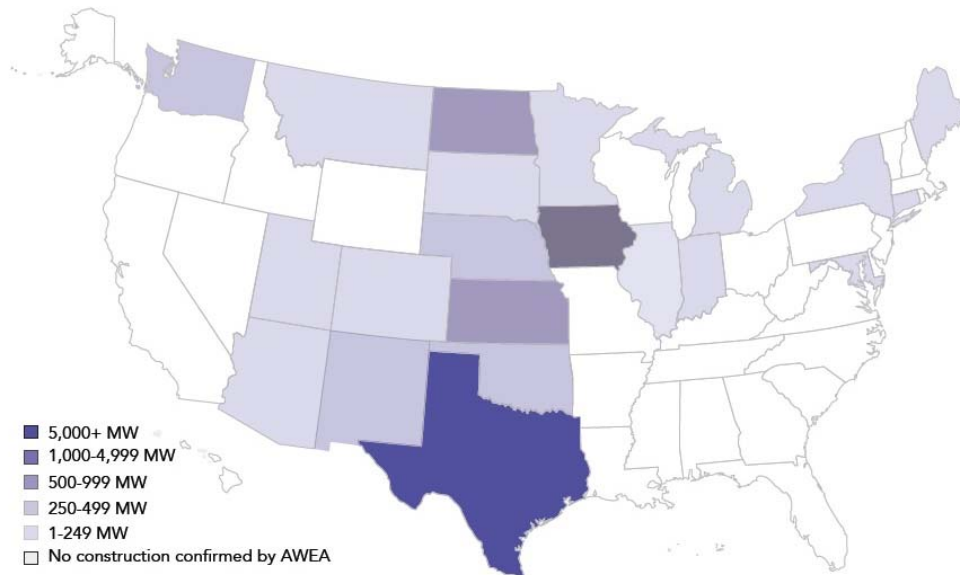 5,000+ MW
1,000-4,999 MW
500-999 MW
250-499 MW
1-249 MW
No construction confirmed by AWEA